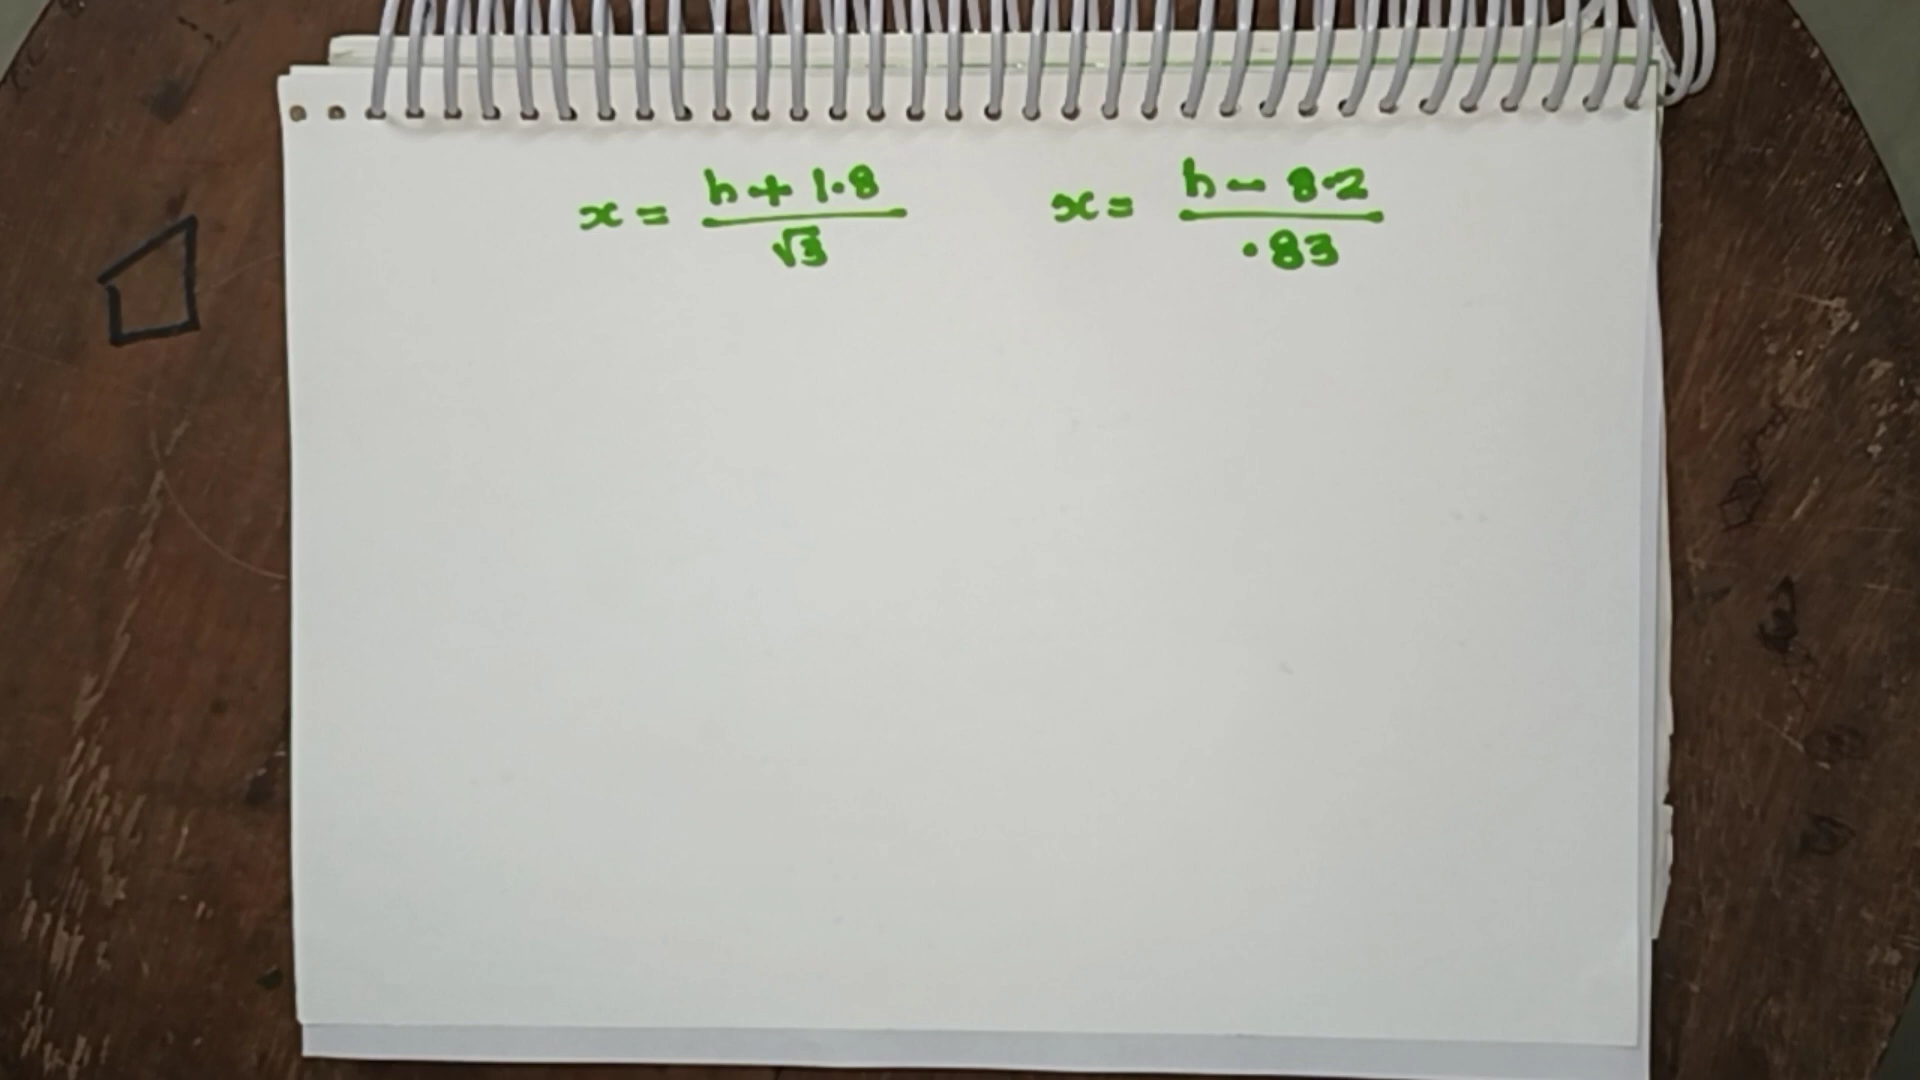 x = (h + 1.8)/√3    x = (h - 8.2)/.83